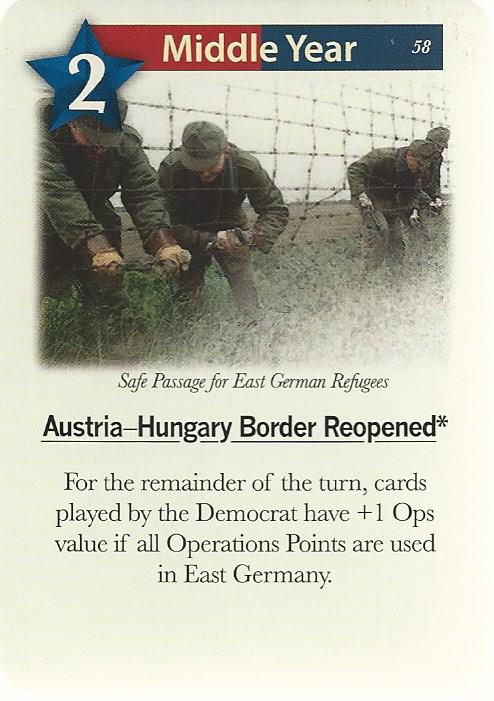 2
Middle Year
58
Safe Passage for East German Refugees
Austria–Hungary Border Reopened*
For the remainder of the turn, cards
played by the Democrat have +1 Ops
value if all Operations Points are used
in East Germany.